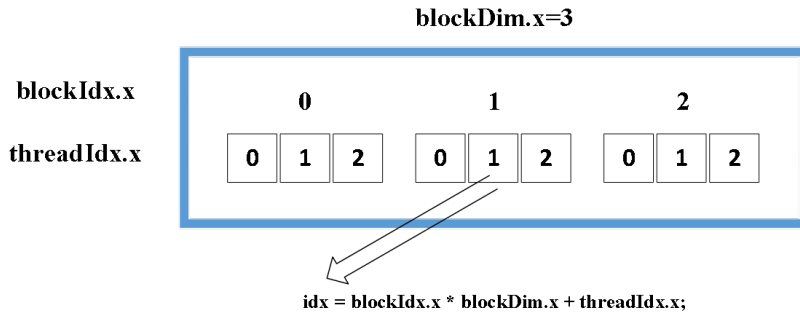 blockDim.x=3
blockIdx.x 0 1 2
threadIdx.x 0 1 2 0 1 2 0 1 2
idx = blockIdx.x * blockDim.x + threadIdx.x;